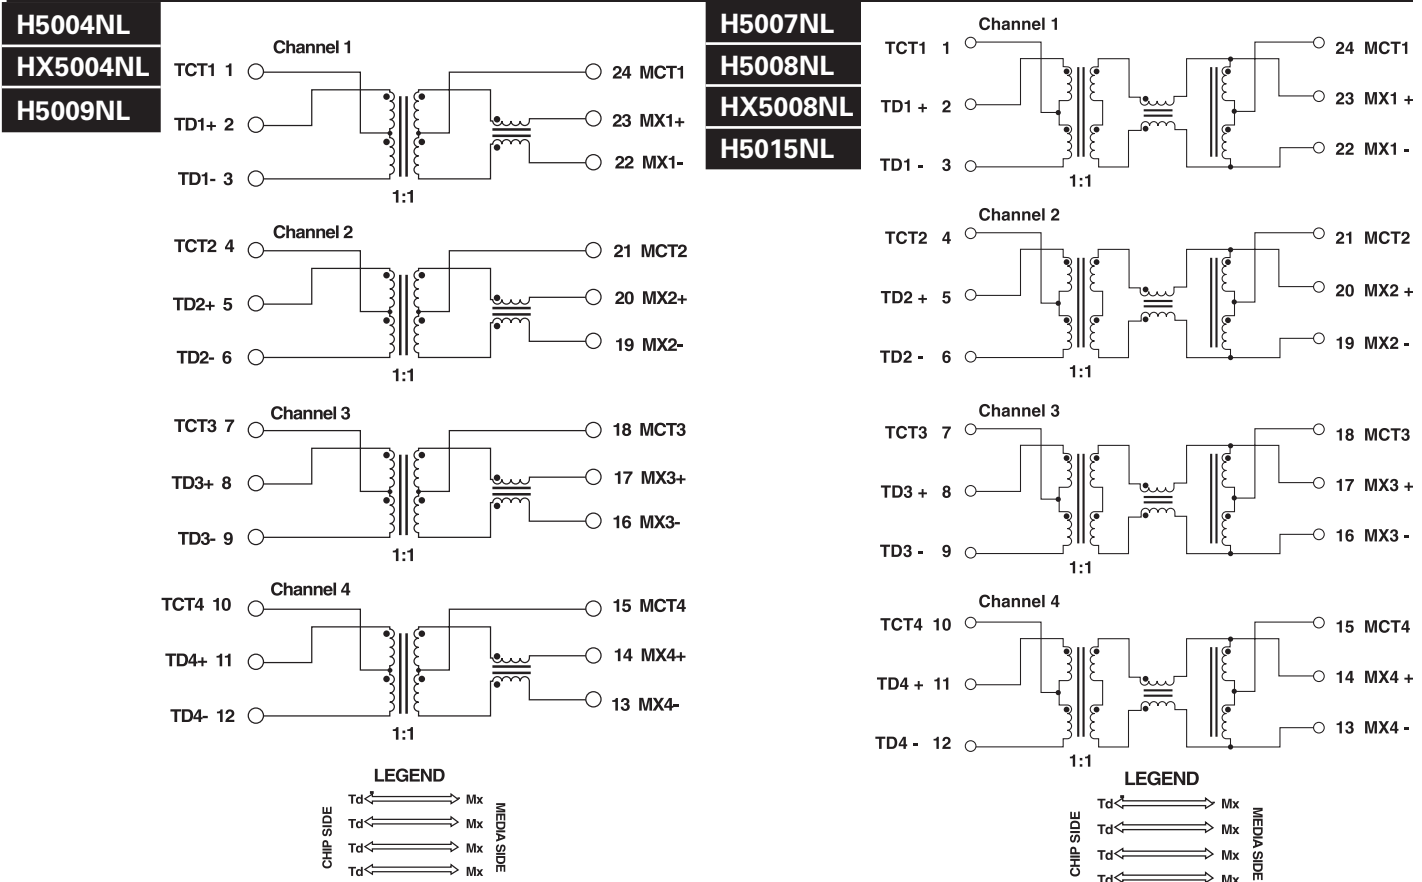 H5004NL
HX5004NL
H5009NL
Channel 1
TCT1 1
24 MCT1
TD1+ 2
23 MX1+
22 MX1-
TD1- 3
1:1
Channel 2
TCT2 4
21 MCT2
TD2+ 5
20 MX2+
19 MX2-
TD2- 6
1:1
Channel 3
TCT3 7
18 MCT3
TD3+ 8
17 MX3+
16 MX3-
TD3- 9
1:1
Channel 4
TCT4 10
15 MCT4
TD4+ 11
14 MX4+
13 MX4-
TD4- 12
1:1
LEGEND
CHIP SIDE
Td Mx
Td Mx
Td Mx
Td Mx
MEDIA SIDE
H5007NL
H5008NL
HX5008NL
H5015NL
Channel 1
TCT1 1
24 MCT1
TD1 + 2
23 MX1 +
22 MX1 -
TD1 - 3
1:1
Channel 2
TCT2 4
21 MCT2
TD2 + 5
20 MX2 +
19 MX2 -
TD2 - 6
1:1
Channel 3
TCT3 7
18 MCT3
TD3 + 8
17 MX3 +
16 MX3 -
TD3 - 9
1:1
Channel 4
TCT4 10
15 MCT4
TD4 + 11
14 MX4 +
13 MX4 -
TD4 - 12
1:1
LEGEND
CHIP SIDE
Td Mx
Td Mx
Td Mx
Td Mx
MEDIA SIDE